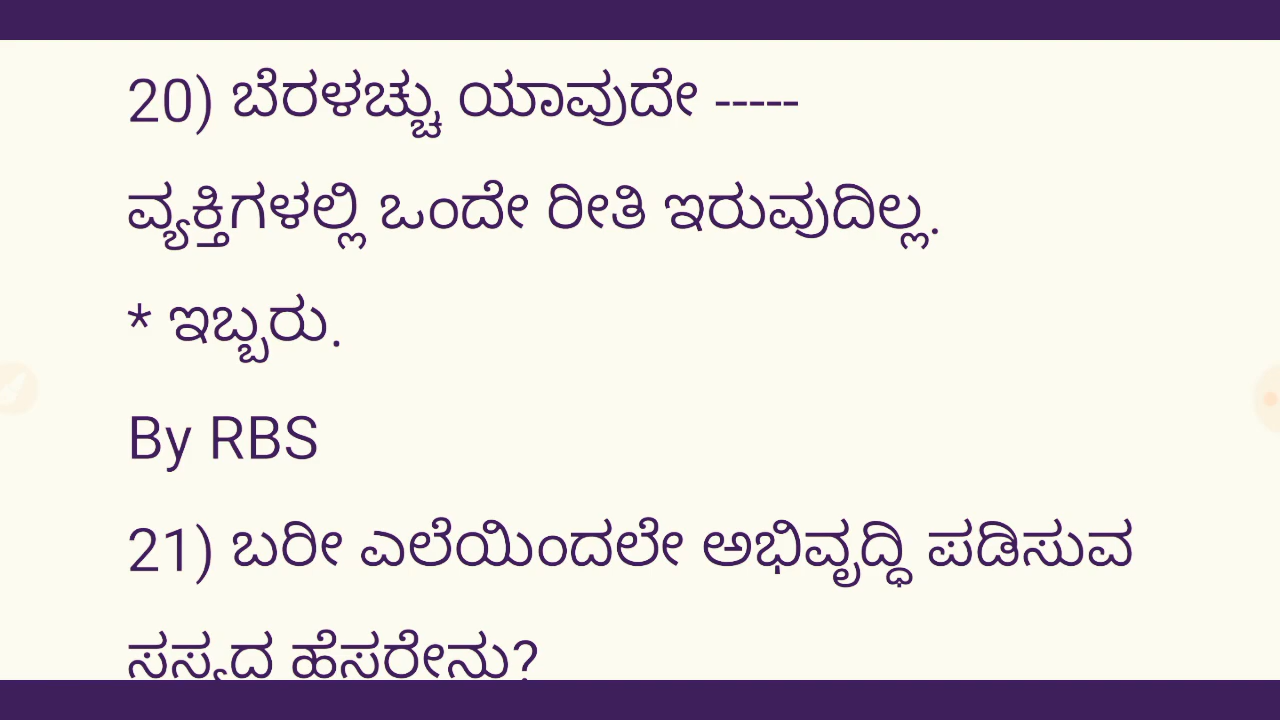 20) ಬೆರಳಚ್ಚು ಯಾವುದೇ -----
ವ್ಯಕ್ತಿಗಳಲ್ಲಿ ಒಂದೇ ರೀತಿ ಇರುವುದಿಲ್ಲ.
* ಇಬ್ಬರು.
By RBS
21) ಬರೀ ಎಲೆಯಿಂದಲೇ ಅಭಿವೃದ್ಧಿ ಪಡಿಸುವ
ಸಸ್ಯದ ಹೆಸರೇನು?